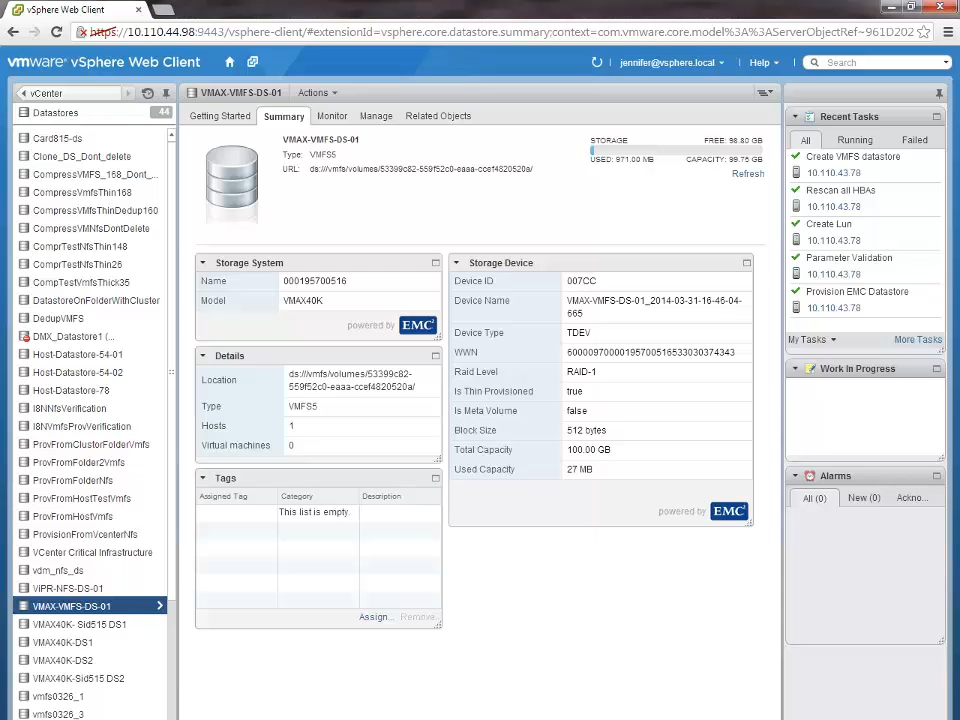 vSphere Web Client
https://10.110.44.98:9443/vsphere-client/#extensionId=vsphere.core.datastore.summary;context=com.vmware.core.model%3A%3AServerObjectRef~961D202
vmware® vSphere Web Client
jennifer@vsphere.local
Help
Search
vCenter
Datastores 44
Card815-ds
Clone_DS_Dont_delete
CompressVMFS_168_Dont_...
CompressVmfsThin168
CompressVMfsThinDedup160
CompressVMNfsDontDelete
ComprTestNfsThin148
ComprTestNfsThin26
CompTestVmfsThick35
DatastoreOnFolderWithCluster
DedupVMFS
DMX_Datastore1 (...
Host-Datastore-54-01
Host-Datastore-54-02
Host-Datastore-78
I8NNfsVerification
I8NVmfsProvVerification
ProvFromClustorFolderVmfs
ProvFromFolder2Vmfs
ProvFromFolderNfs
ProvFromHostTestVmfs
ProvFromHostVmfs
ProvisionFromVcenterNfs
VCenter Critical Infrastructure
vdm_nfs_ds
ViPR-NFS-DS-01
VMAX-VMFS-DS-01
VMAX40K- Sid515 DS1
VMAX40K-DS1
VMAX40K-DS2
VMAX40K-Sid515 DS2
vmfs0326_1
vmfs0326_3
VMAX-VMFS-DS-01 Actions
Getting Started Summary Monitor Manage Related Objects
VMAX-VMFS-DS-01
Type: VMFS5
URL: ds:///vmfs/volumes/53399c82-559f52c0-eaaa-ccef4820520a/
STORAGE FREE: 98.80 GB
USED: 971.00 MB CAPACITY: 99.75 GB
Refresh
Storage System
Name 000195700516
Model VMAX40K
powered by EMC²
Details
Location ds:///vmfs/volumes/53399c82-
559f52c0-eaaa-ccef4820520a/
Type VMFS5
Hosts 1
Virtual machines 0
Tags
Assigned Tag Category Description
This list is empty.
Assign... Remove...
Storage Device
Device ID 007CC
Device Name VMAX-VMFS-DS-01_2014-03-31-16-45-04-
665
Device Type TDEV
WWN 60000970000195700516533030374343
Raid Level RAID-1
Is Thin Provisioned true
Is Meta Volume false
Block Size 512 bytes
Total Capacity 100.00 GB
Used Capacity 27 MB
powered by EMC²
Recent Tasks
All Running Failed
Create VMFS datastore
10.110.43.78
Rescan all HBAs
10.110.43.78
Create Lun
10.110.43.78
Parameter Validation
10.110.43.78
Provision EMC Datastore
10.110.43.78
My Tasks More Tasks
Work In Progress
Alarms
All (0) New (0) Ackno...